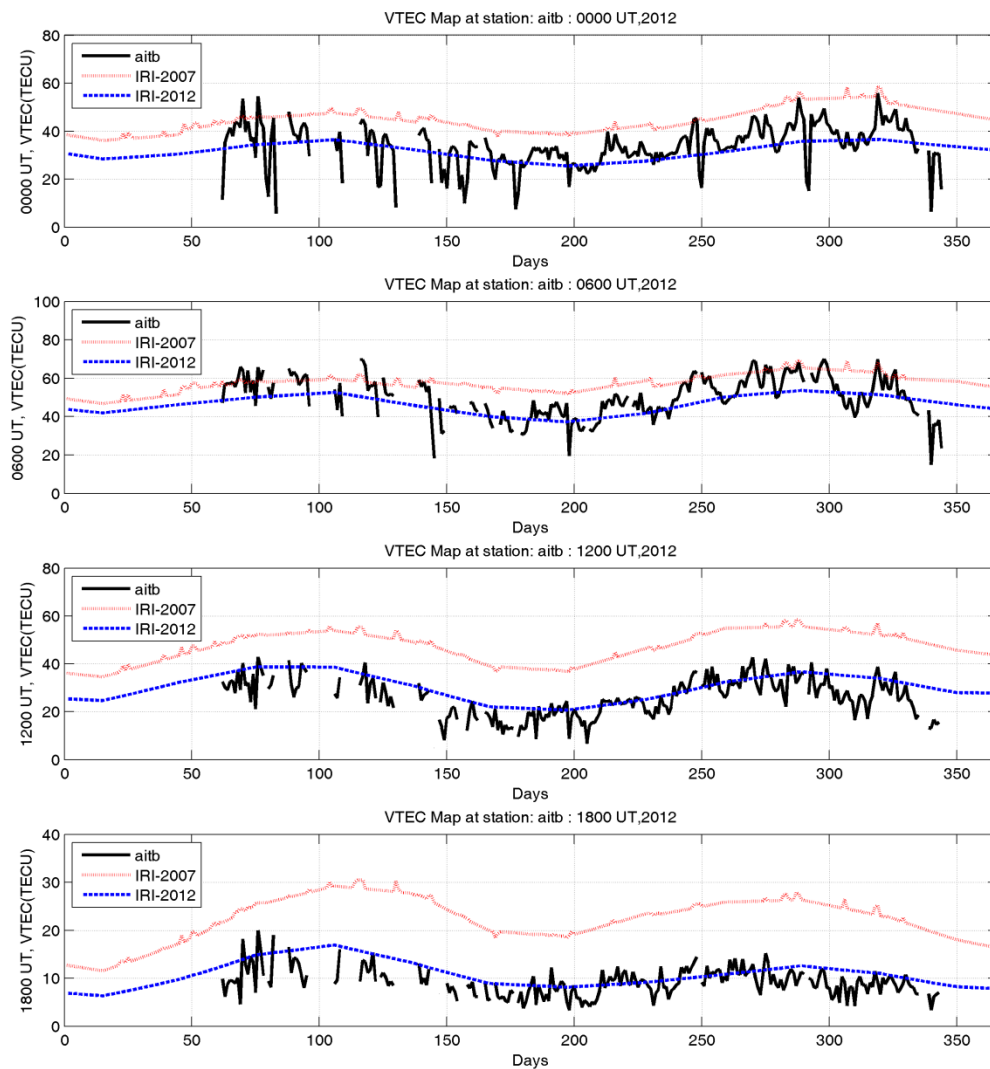 VTEC Map at station: aitb : 0000 UT,2012
0000 UT, VTEC(TECU)
80
60
40
20
0
aitb
IRI-2007
IRI-2012
0 50 100 150 200 250 300 350
Days
VTEC Map at station: aitb : 0600 UT,2012
0600 UT, VTEC(TECU)
100
80
60
40
20
0
aitb
IRI-2007
IRI-2012
0 50 100 150 200 250 300 350
Days
VTEC Map at station: aitb : 1200 UT,2012
1200 UT, VTEC(TECU)
80
60
40
20
0
aitb
IRI-2007
IRI-2012
0 50 100 150 200 250 300 350
Days
VTEC Map at station: aitb : 1800 UT,2012
1800 UT, VTEC(TECU)
40
30
20
10
0
aitb
IRI-2007
IRI-2012
0 50 100 150 200 250 300 350
Days